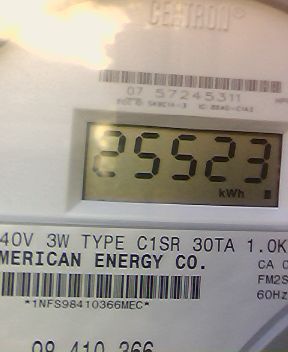 CENTRON®
07 57245311
25523
kWh
40V 3W TYPE C1SR 30TA 1.0K
MERICAN ENERGY CO.
CA 0
FM2S
60Hz
*1NFS98410366MEC*
98 410 366